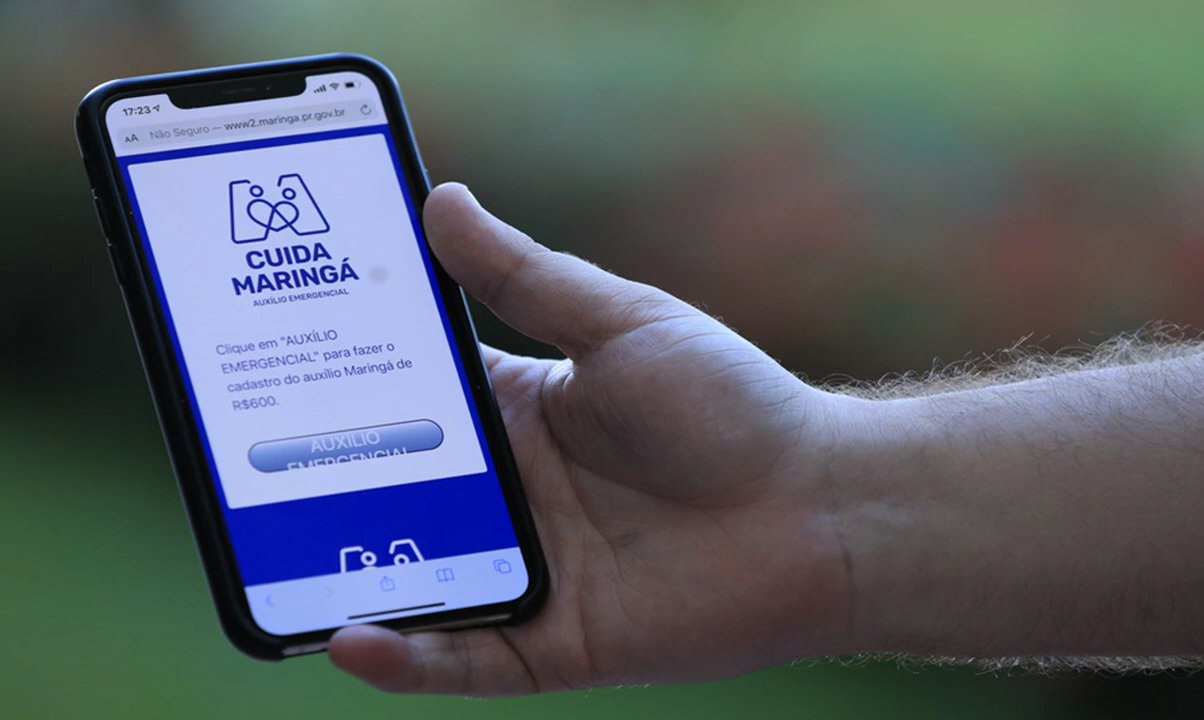 17:23
AA Não Seguro — www2.maringa.pr.gov.br
CUIDA
MARINGÁ
AUXÍLIO EMERGENCIAL
Clique em "AUXÍLIO
EMERGENCIAL" para fazer o
cadastro do auxílio Maringá de
R$600.
AUXÍLIO
EMERGENCIAL